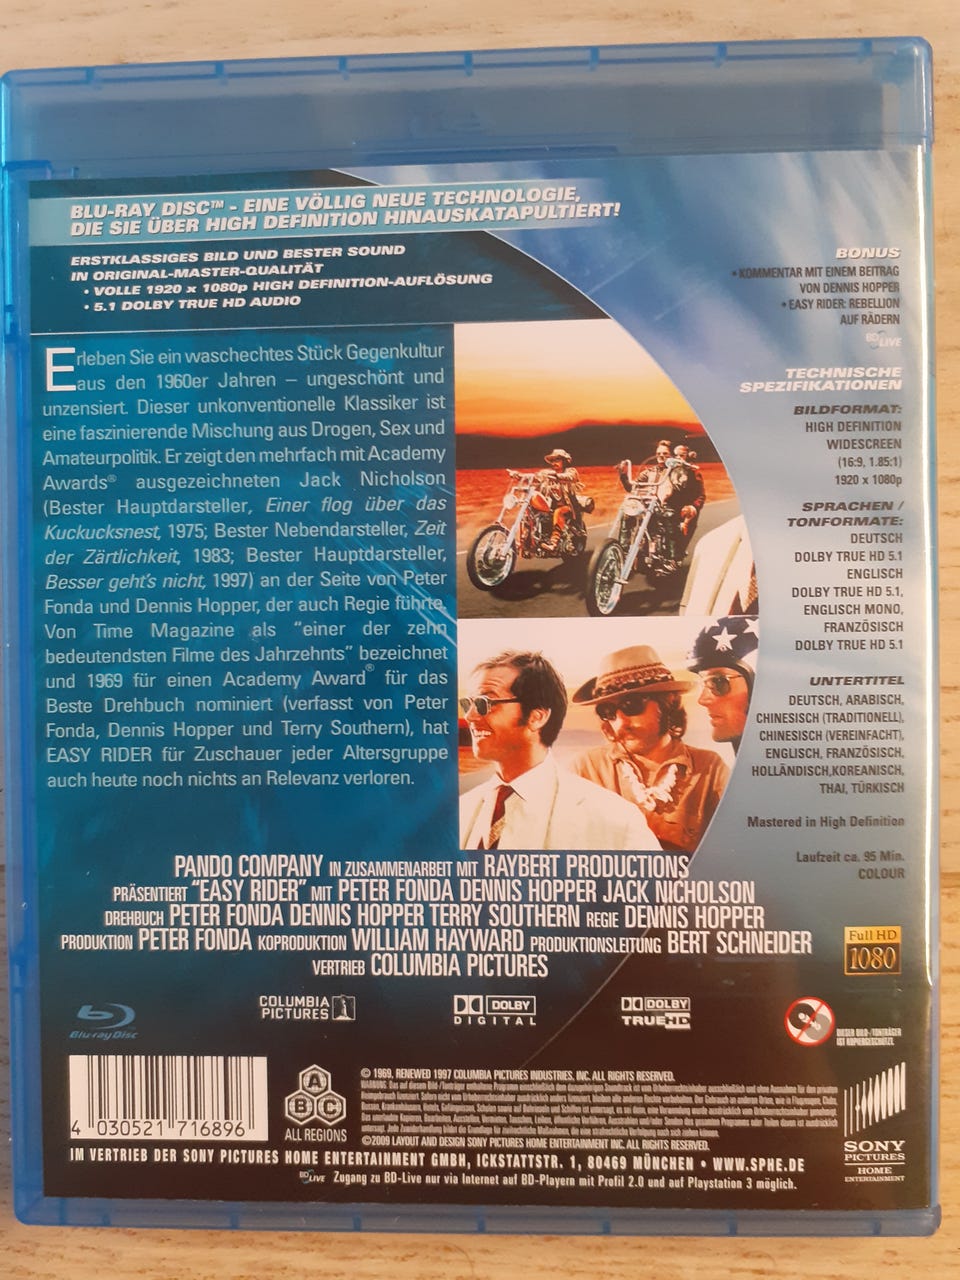 BLU-RAY DISC™ - EINE VÖLLIG NEUE TECHNOLOGIE,
DIE SIE ÜBER HIGH DEFINITION HINAUSKATAPULTIERT!
ERSTKLASSIGES BILD UND BESTER SOUND
IN ORIGINAL-MASTER-QUALITÄT
• VOLLE 1920 x 1080p HIGH DEFINITION-AUFLÖSUNG
• 5.1 DOLBY TRUE HD AUDIO
Erleben Sie ein waschechtes Stück Gegenkultur
aus den 1960er Jahren – ungeschönt und
unzensiert. Dieser unkonventionelle Klassiker ist
eine faszinierende Mischung aus Drogen, Sex und
Amateurpolitik. Er zeigt den mehrfach mit Academy
Awards® ausgezeichneten Jack Nicholson
(Bester Hauptdarsteller, Einer flog über das
Kuckucksnest, 1975; Bester Nebendarsteller, Zeit
der Zärtlichkeit, 1983; Bester Hauptdarsteller,
Besser geht's nicht, 1997) an der Seite von Peter
Fonda und Dennis Hopper, der auch Regie führte.
Von Time Magazine als "einer der zehn
bedeutendsten Filme des Jahrzehnts" bezeichnet
und 1969 für einen Academy Award® für das
Beste Drehbuch nominiert (verfasst von Peter
Fonda, Dennis Hopper und Terry Southern), hat
EASY RIDER für Zuschauer jeder Altersgruppe
auch heute noch nichts an Relevanz verloren.
BONUS
• KOMMENTAR MIT EINEM BEITRAG
VON DENNIS HOPPER
• EASY RIDER: REBELLION
AUF RÄDERN
BD LIVE
TECHNISCHE
SPEZIFIKATIONEN
BILDFORMAT:
HIGH DEFINITION
WIDESCREEN
(16:9, 1.85:1)
1920 x 1080p
SPRACHEN /
TONFORMATE:
DEUTSCH
DOLBY TRUE HD 5.1
ENGLISCH
DOLBY TRUE HD 5.1,
ENGLISCH MONO,
FRANZÖSISCH
DOLBY TRUE HD 5.1
UNTERTITEL
DEUTSCH, ARABISCH,
CHINESISCH (TRADITIONELL),
CHINESISCH (VEREINFACHT),
ENGLISCH, FRANZÖSISCH,
HOLLÄNDISCH,KOREANISCH,
THAI, TÜRKISCH
Mastered in High Definition
Laufzeit ca. 95 Min.
COLOUR
PANDO COMPANY IN ZUSAMMENARBEIT MIT RAYBERT PRODUCTIONS
PRÄSENTIERT "EASY RIDER" MIT PETER FONDA DENNIS HOPPER JACK NICHOLSON
DREHBUCH PETER FONDA DENNIS HOPPER TERRY SOUTHERN REGIE DENNIS HOPPER
PRODUKTION PETER FONDA KOPRODUKTION WILLIAM HAYWARD PRODUKTIONSLEITUNG BERT SCHNEIDER
VERTRIEB COLUMBIA PICTURES
Full HD
1080
Blu-ray Disc
COLUMBIA
PICTURES
DOLBY
DIGITAL
DOLBY
TRUEHD
DIESER BILD-/TONTRÄGER
IST KOPIERGESCHÜTZT.
4 030521 716896
A
B C
ALL REGIONS
© 1969, RENEWED 1997 COLUMBIA PICTURES INDUSTRIES, INC. ALL RIGHTS RESERVED.
©2009 LAYOUT AND DESIGN SONY PICTURES HOME ENTERTAINMENT INC. ALL RIGHTS RESERVED.
SONY
PICTURES
HOME
ENTERTAINMENT
IM VERTRIEB DER SONY PICTURES HOME ENTERTAINMENT GMBH, ICKSTATTSTR. 1, 80469 MÜNCHEN • WWW.SPHE.DE
BD LIVE Zugang zu BD-Live nur via Internet auf BD-Playern mit Profil 2.0 und auf Playstation 3 möglich.